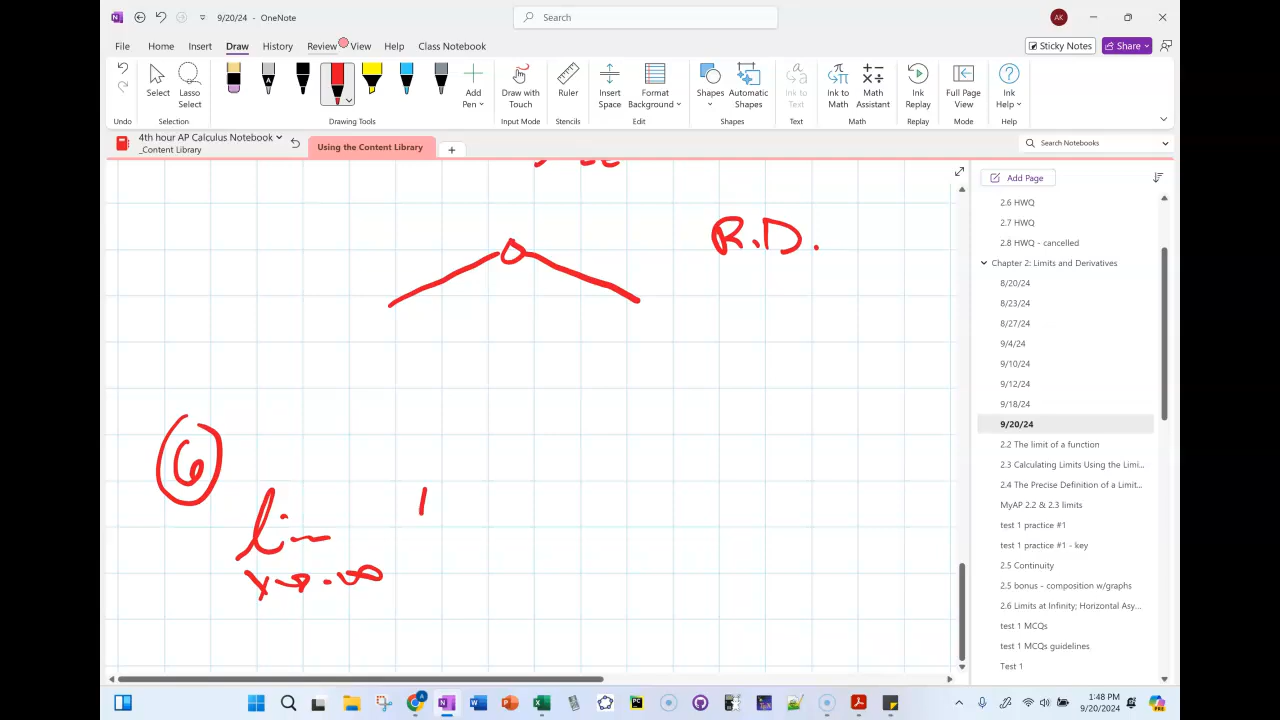 9/20/24 - OneNote
Search
AK
File Home Insert Draw History Review View Help Class Notebook
Sticky Notes
Share
Select
Lasso Select
Add Pen
Draw with Touch
Ruler
Insert Space
Format Background
Shapes
Automatic Shapes
Ink to Text
Ink to Math
Math Assistant
Ink Replay
Full Page View
Ink Help
Undo Selection Drawing Tools Input Mode Stencils Edit Shapes Text Math Replay Mode Help
4th hour AP Calculus Notebook
_Content Library
Using the Content Library
+
Search Notebooks
Add Page
2.6 HWQ
2.7 HWQ
2.8 HWQ - cancelled
Chapter 2: Limits and Derivatives
8/20/24
8/23/24
8/27/24
9/4/24
9/10/24
9/12/24
9/18/24
9/20/24
2.2 The limit of a function
2.3 Calculating Limits Using the Limi...
2.4 The Precise Definition of a Limit...
MyAP 2.2 & 2.3 limits
test 1 practice #1
test 1 practice #1 - key
2.5 Continuity
2.5 bonus - composition w/graphs
2.6 Limits at Infinity; Horizontal Asy...
test 1 MCQs
test 1 MCQs guidelines
Test 1
R.D.
6
lim 1
x→-∞
1:48 PM
9/20/2024